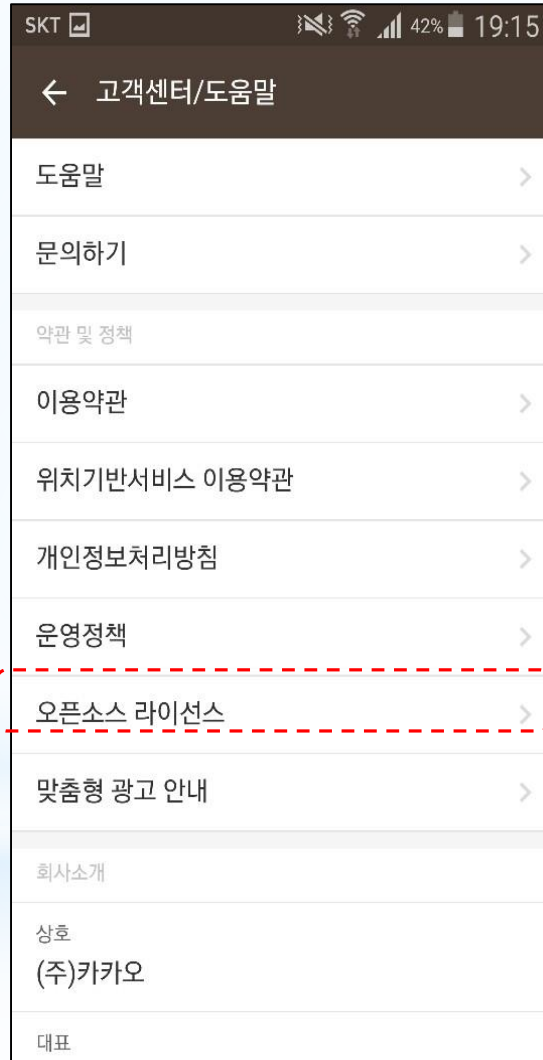 SKT 42% 19:15
고객센터/도움말
도움말
문의하기
약관 및 정책
이용약관
위치기반서비스 이용약관
개인정보처리방침
운영정책
오픈소스 라이선스
맞춤형 광고 안내
회사소개
상호
(주)카카오
대표